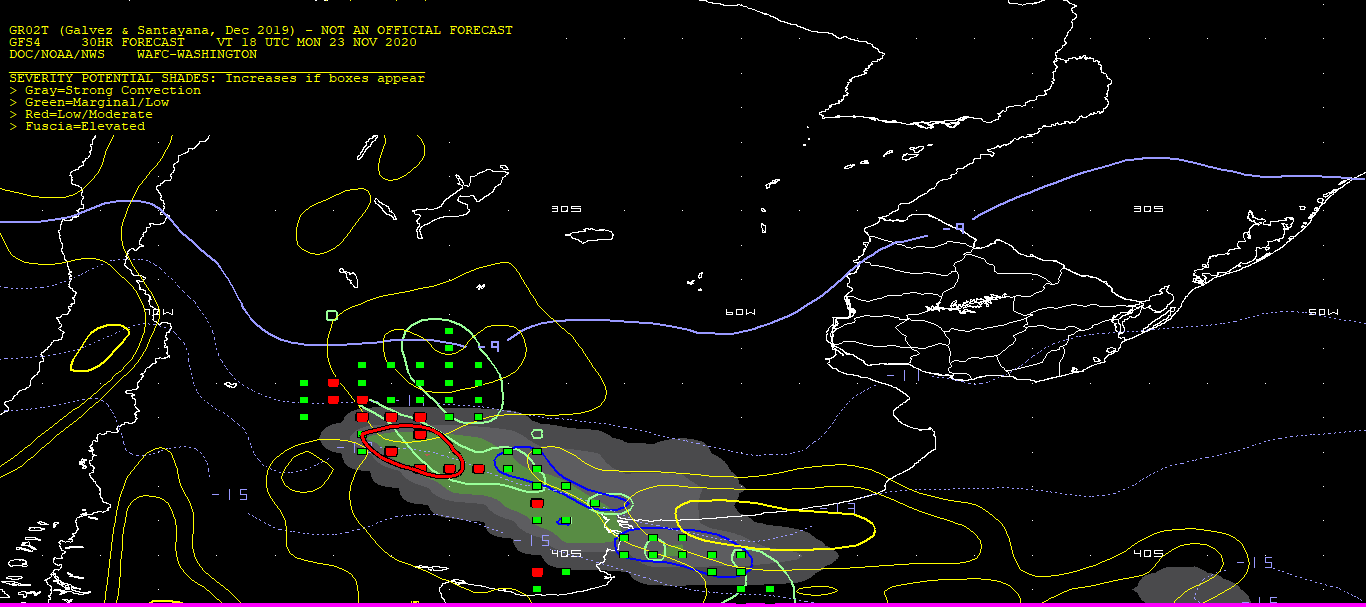 GR02T (Galvez & Santayana, Dec 2019) - NOT AN OFFICIAL FORECAST
GFS4 30HR FORECAST VT 18 UTC MON 23 NOV 2020
DOC/NOAA/NWS WAFC-WASHINGTON
SEVERITY POTENTIAL SHADES: Increases if boxes appear
> Gray=Strong Convection
> Green=Marginal/Low
> Red=Low/Moderate
> Fuscia=Elevated
30S
30S
-9
70W
60W
50W
-9
-11
-11
-15
-13
-15
40S
40S
-15
-15